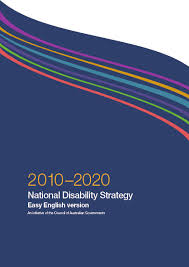 2010–2020
National Disability Strategy
Easy English version
An initiative of the Council of Australian Governments